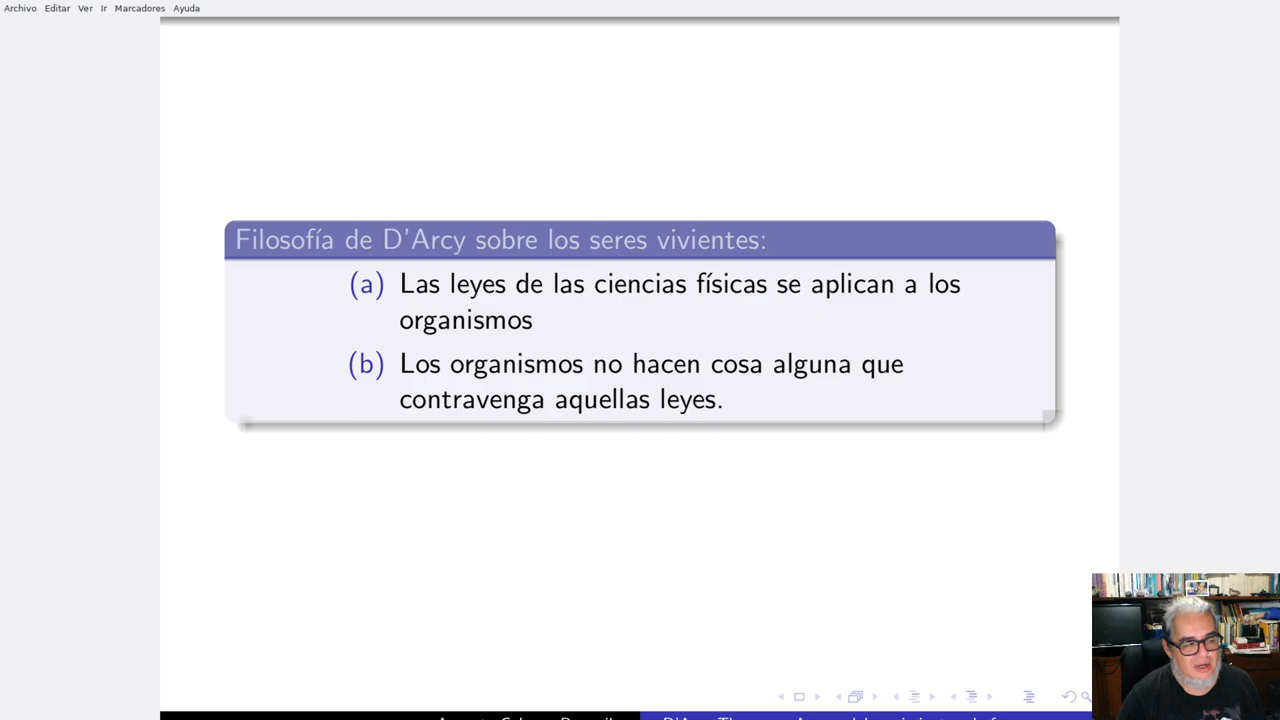 Archivo Editar Ver Ir Marcadores Ayuda
Filosofía de D'Arcy sobre los seres vivientes:
(a) Las leyes de las ciencias físicas se aplican a los
organismos
(b) Los organismos no hacen cosa alguna que
contravenga aquellas leyes.